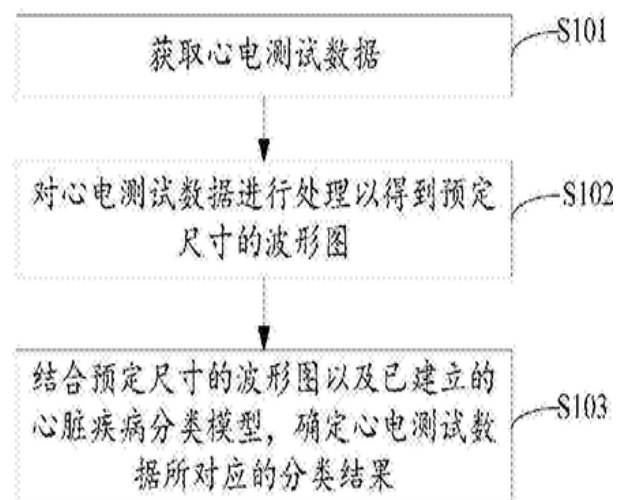 获取心电测试数据
S101
对心电测试数据进行处理以得到预定
尺寸的波形图
S102
结合预定尺寸的波形图以及已建立的
心脏疾病分类模型，确定心电测试数
据所对应的分类结果
S103